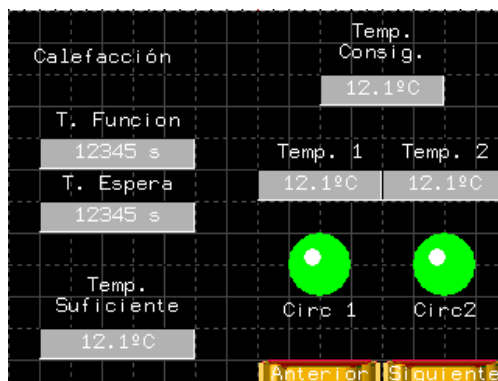 Calefacción
Temp.
Consig.
12.1ºC
T. Funcion
12345 s
T. Espera
12345 s
Temp. 1
Temp. 2
12.1ºC
12.1ºC
Circ 1
Circ2
Temp.
Suficiente
12.1ºC
Anterior
Siguiente